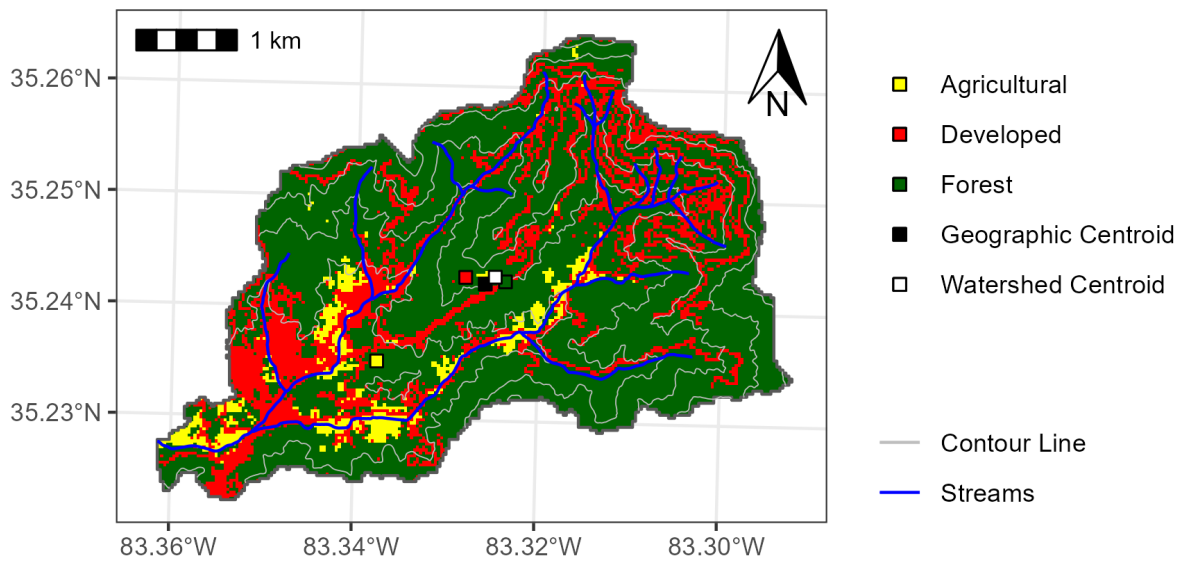 1 km
N
35.26°N
35.25°N
35.24°N
35.23°N
83.36°W
83.34°W
83.32°W
83.30°W
Agricultural
Developed
Forest
Geographic Centroid
Watershed Centroid
Contour Line
Streams